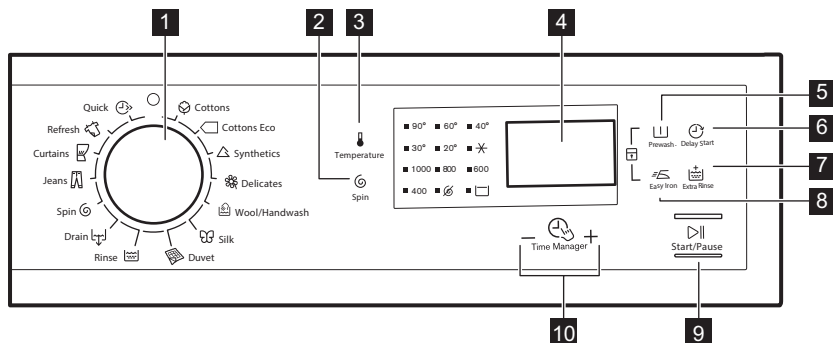 1
2
3
4
5
6
7
8
9
10
Quick
Refresh
Curtains
Jeans
Spin
Drain
Rinse
Cottons
Cottons Eco
Synthetics
Delicates
Wool/Handwash
Silk
Duvet
Temperature
Spin
90° 60° 40°
30° 20°
1000 800 600
400
Time Manager
Prewash.
Delay Start
Easy Iron
Extra Rinse
Start/Pause